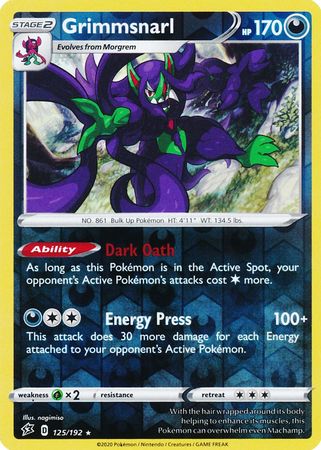 STAGE2
Grimmsnarl
HP 170
Evolves from Morgrem
NO. 861 Bulk Up Pokémon HT: 4'11" WT: 134.5 lbs.
Ability Dark Oath
As long as this Pokémon is in the Active Spot, your
opponent's Active Pokémon's attacks cost more.
Energy Press 100+
This attack does 30 more damage for each Energy
attached to your opponent's Active Pokémon.
weakness ×2 resistance retreat
Illus. nagimiso
D 125/192 ★
With the hair wrapped around its body
helping to enhance its muscles, this
Pokémon can overwhelm even Machamp.
©2020 Pokémon / Nintendo / Creatures / GAME FREAK